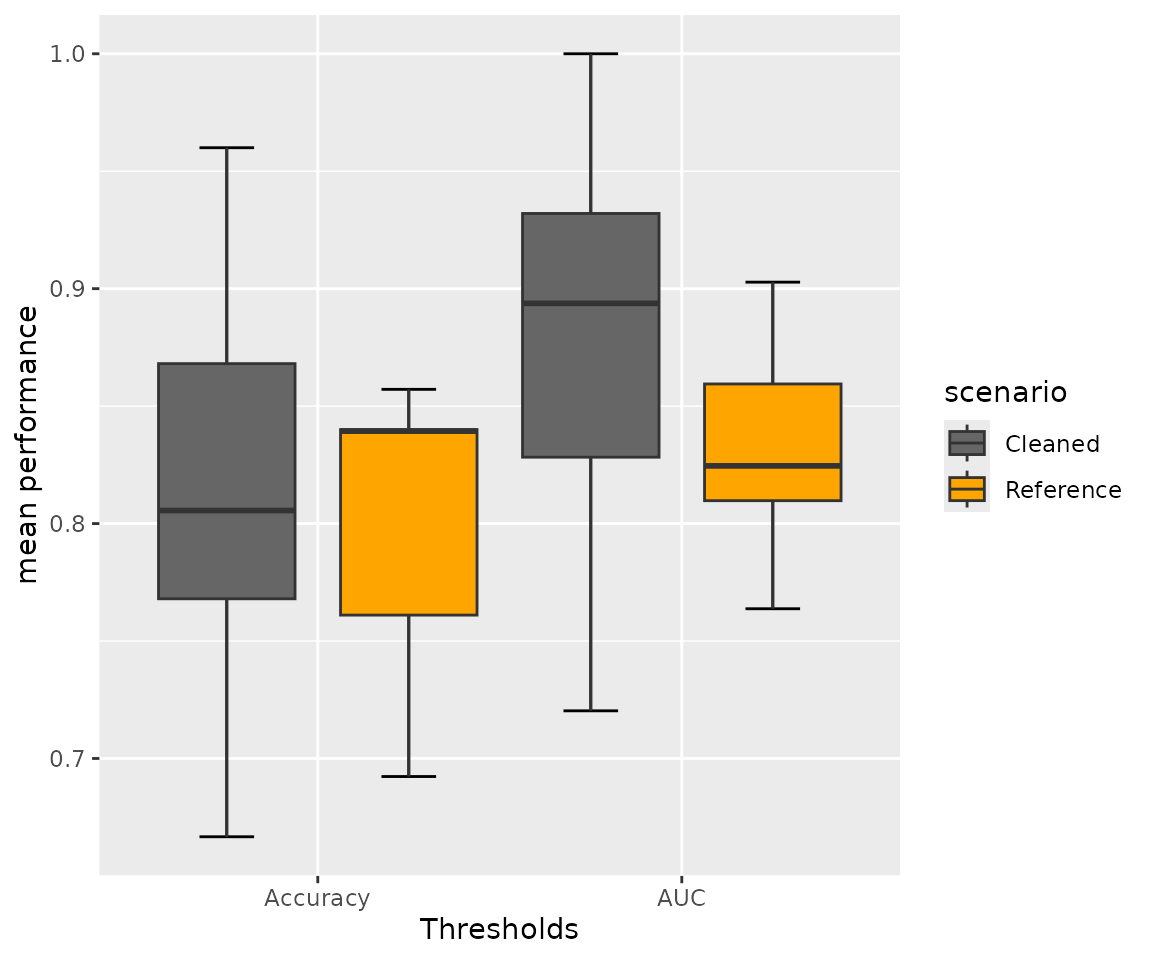 mean performance
1.0
0.9
0.8
0.7
Accuracy
AUC
Thresholds
scenario
Cleaned
Reference